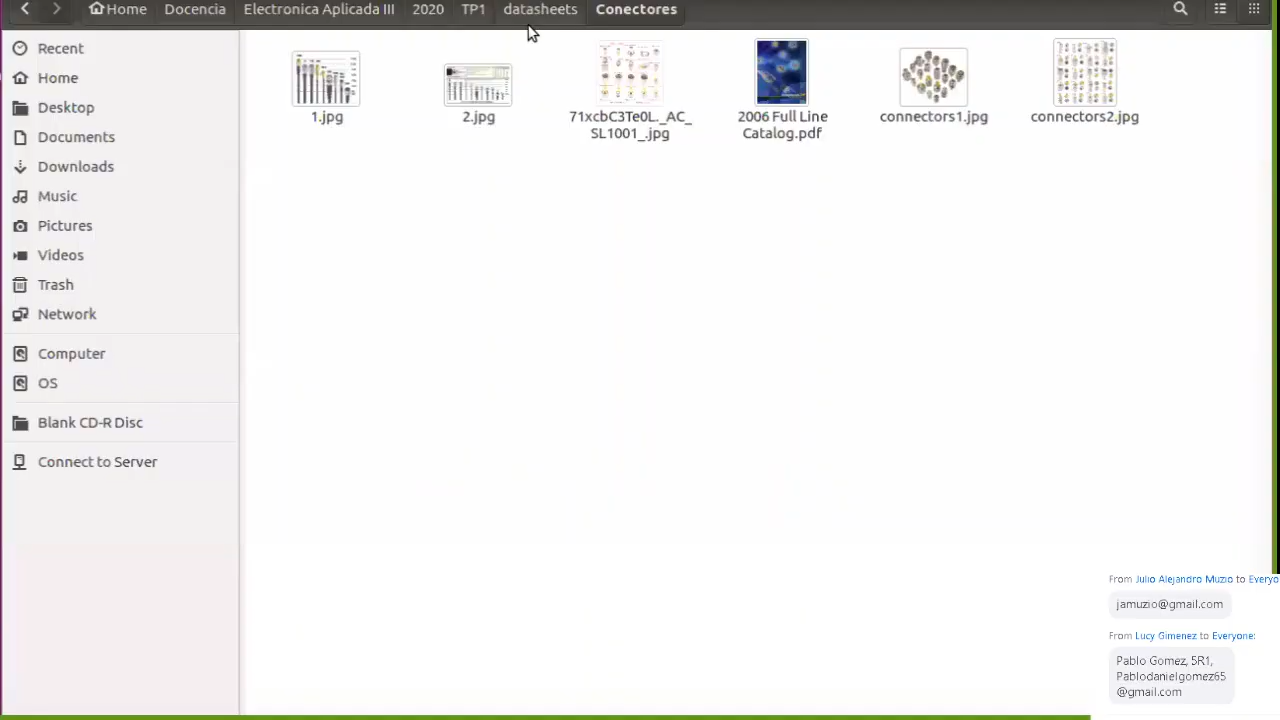 Home Docencia Electronica Aplicada III 2020 TP1 datasheets Conectores
Recent
Home
Desktop
Documents
Downloads
Music
Pictures
Videos
Trash
Network
Computer
OS
Blank CD-R Disc
Connect to Server
1.jpg
2.jpg
71xcbC3Te0L._AC_
SL1001_.jpg
2006 Full Line
Catalog.pdf
connectors1.jpg
connectors2.jpg
From Julio Alejandro Muzio to Everyo
jamuzio@gmail.com
From Lucy Gimenez to Everyone:
Pablo Gomez, 5R1,
Pablodanielgomez65
@gmail.com